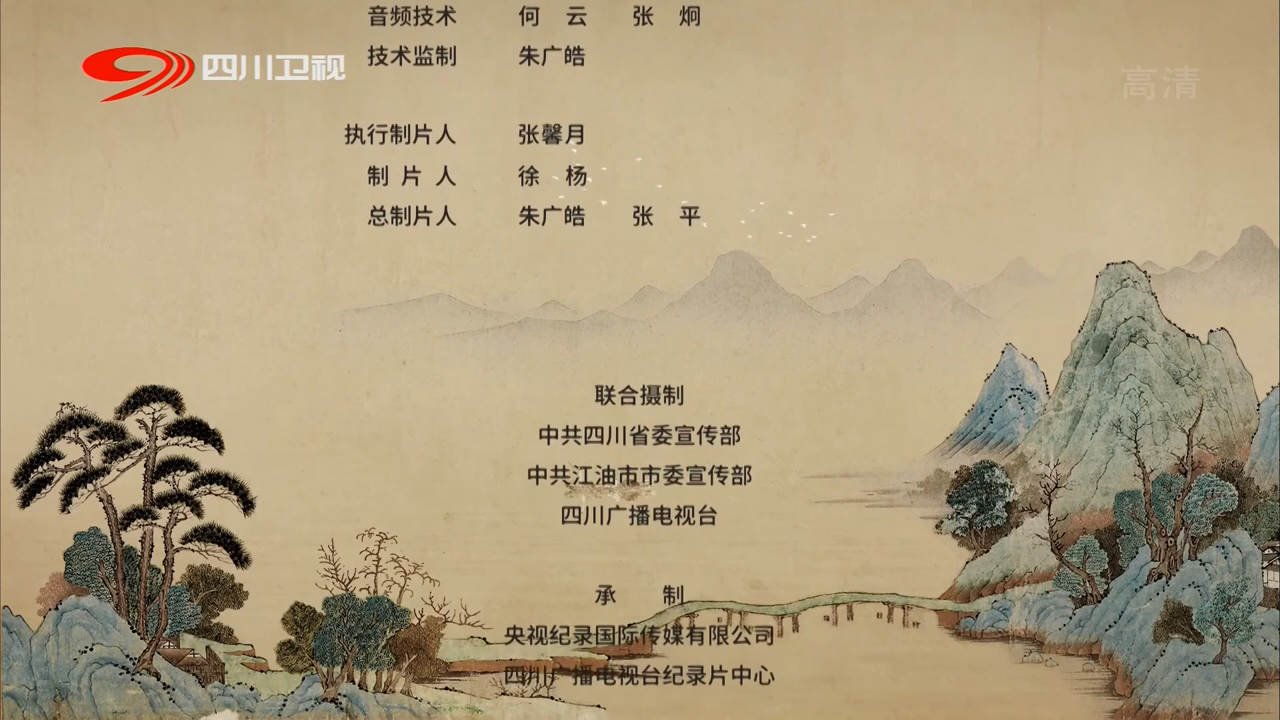 音频技术 何 云 张 炯
四川卫视 技术监制 朱广皓
高清
执行制片人 张馨月
制 片 人 徐 杨
总制片人 朱广皓 张 平
联合摄制
中共四川省委宣传部
中共江油市市委宣传部
四川广播电视台
承 制
央视纪录国际传媒有限公司
四川广播电视台纪录片中心